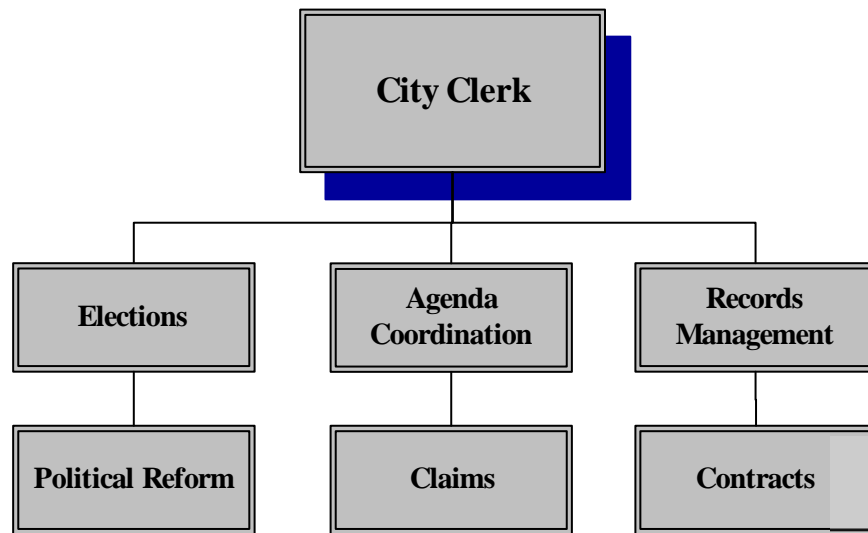 City Clerk
Elections
Agenda
Coordination
Records
Management
Political Reform
Claims
Contracts